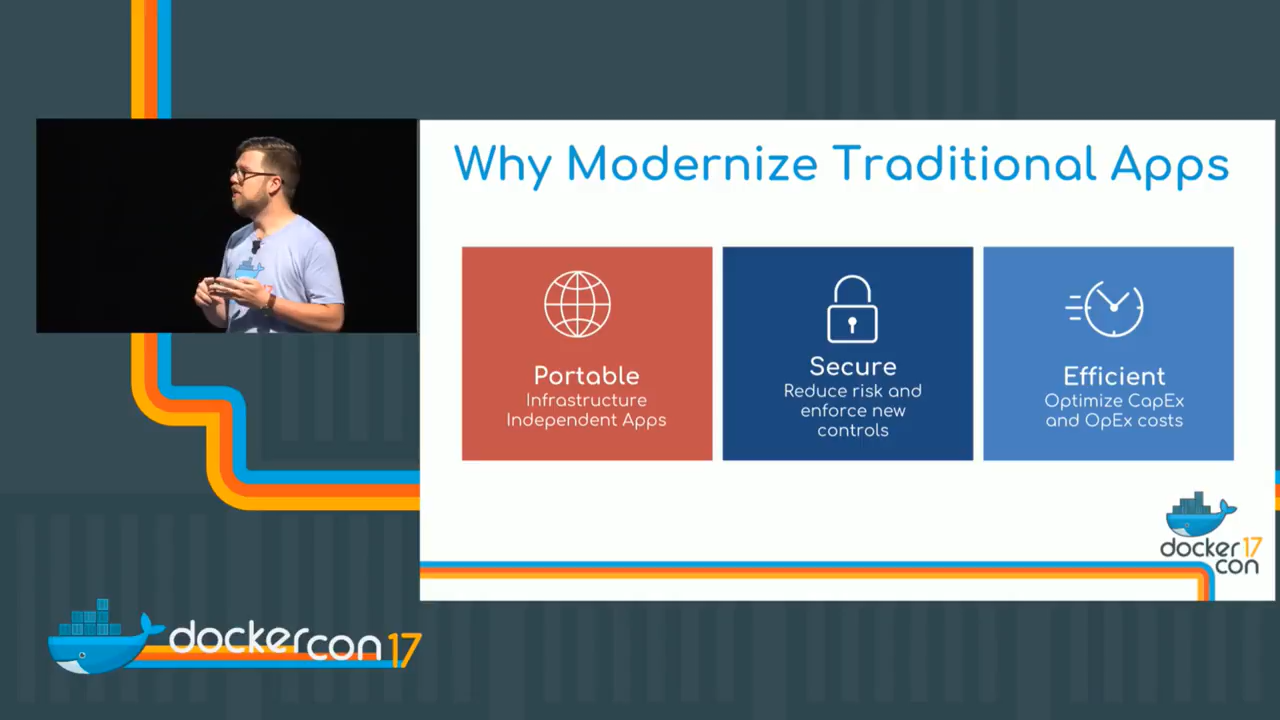 Why Modernize Traditional Apps
Portable
Infrastructure
Independent Apps
Secure
Reduce risk and
enforce new
controls
Efficient
Optimize CapEx
and OpEx costs
docker 17
con
dockercon 17